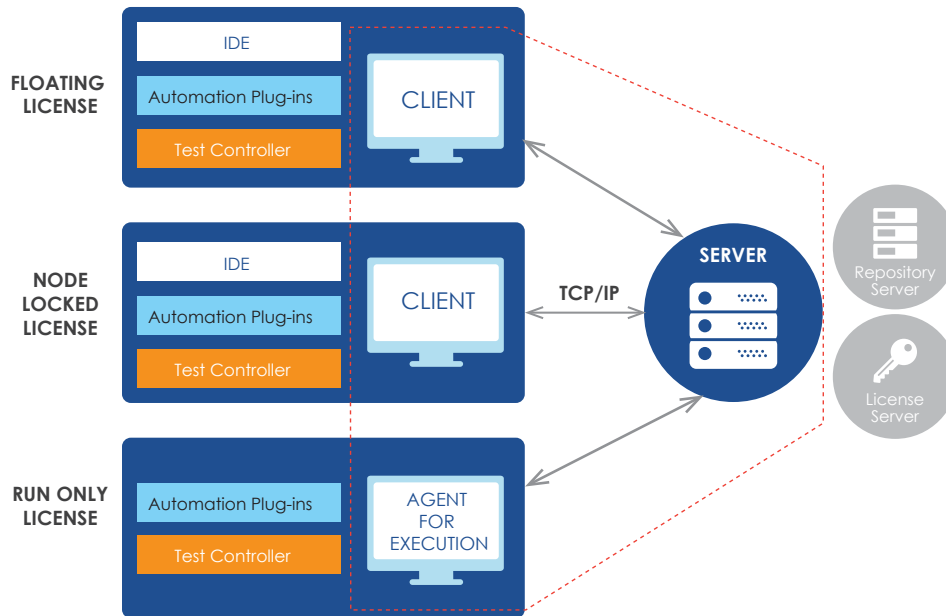 FLOATING
LICENSE
IDE
Automation Plug-ins
Test Controller
CLIENT
NODE
LOCKED
LICENSE
IDE
Automation Plug-ins
Test Controller
CLIENT
TCP/IP
SERVER
Repository
Server
License
Server
RUN ONLY
LICENSE
Automation Plug-ins
Test Controller
AGENT
FOR
EXECUTION